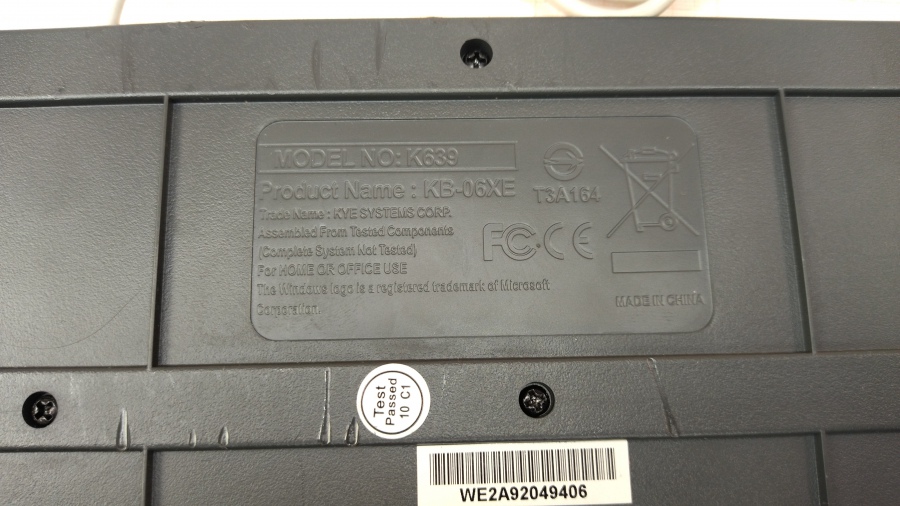 MODEL NO: K639
Product Name : KB-06XE
Trade Name : KYE SYSTEMS CORP.
Assembled From Tested Components
(Complete System Not Tested)
For HOME OR OFFICE USE
The Windows logo is a registered trademark of Microsoft
Corporation.
T3A164
FC CE
MADE IN CHINA
Test
Passed
10 C1
WE2A92049406